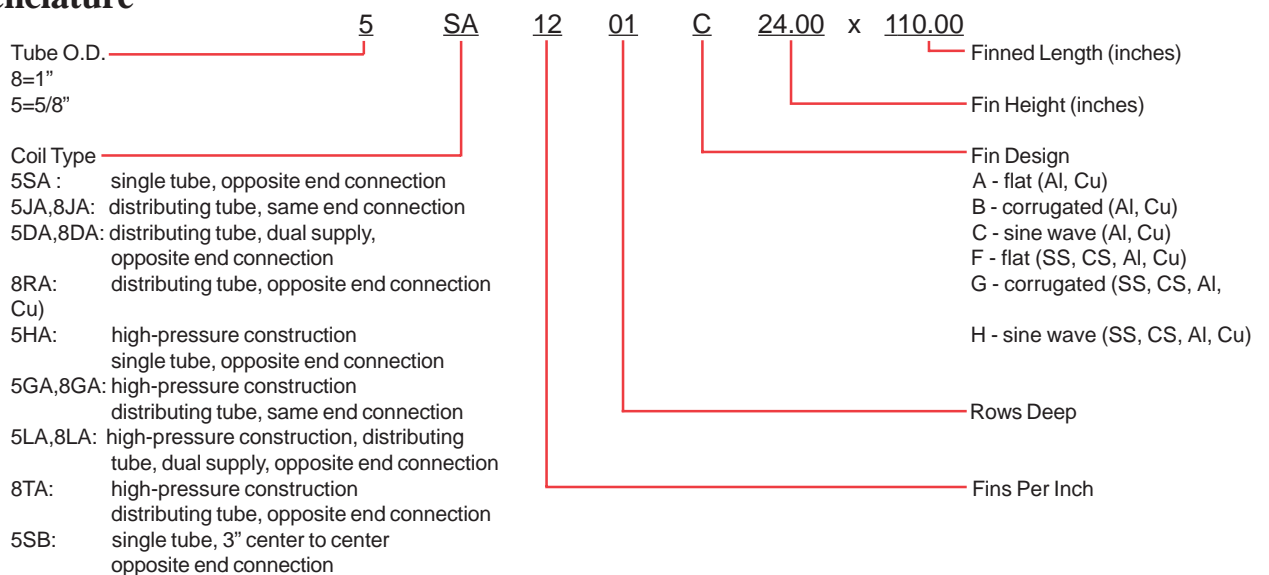 5 SA 12 01 C 24.00 x 110.00
Tube O.D.
8=1”
5=5/8”
Coil Type
5SA : single tube, opposite end connection
5JA,8JA: distributing tube, same end connection
5DA,8DA: distributing tube, dual supply,
opposite end connection
8RA: distributing tube, opposite end connection
Cu)
5HA: high-pressure construction
single tube, opposite end connection
5GA,8GA: high-pressure construction
distributing tube, same end connection
5LA,8LA: high-pressure construction, distributing
tube, dual supply, opposite end connection
8TA: high-pressure construction
distributing tube, opposite end connection
5SB: single tube, 3” center to center
opposite end connection
Finned Length (inches)
Fin Height (inches)
Fin Design
A - flat (Al, Cu)
B - corrugated (Al, Cu)
C - sine wave (Al, Cu)
F - flat (SS, CS, Al, Cu)
G - corrugated (SS, CS, Al,
H - sine wave (SS, CS, Al, Cu)
Rows Deep
Fins Per Inch